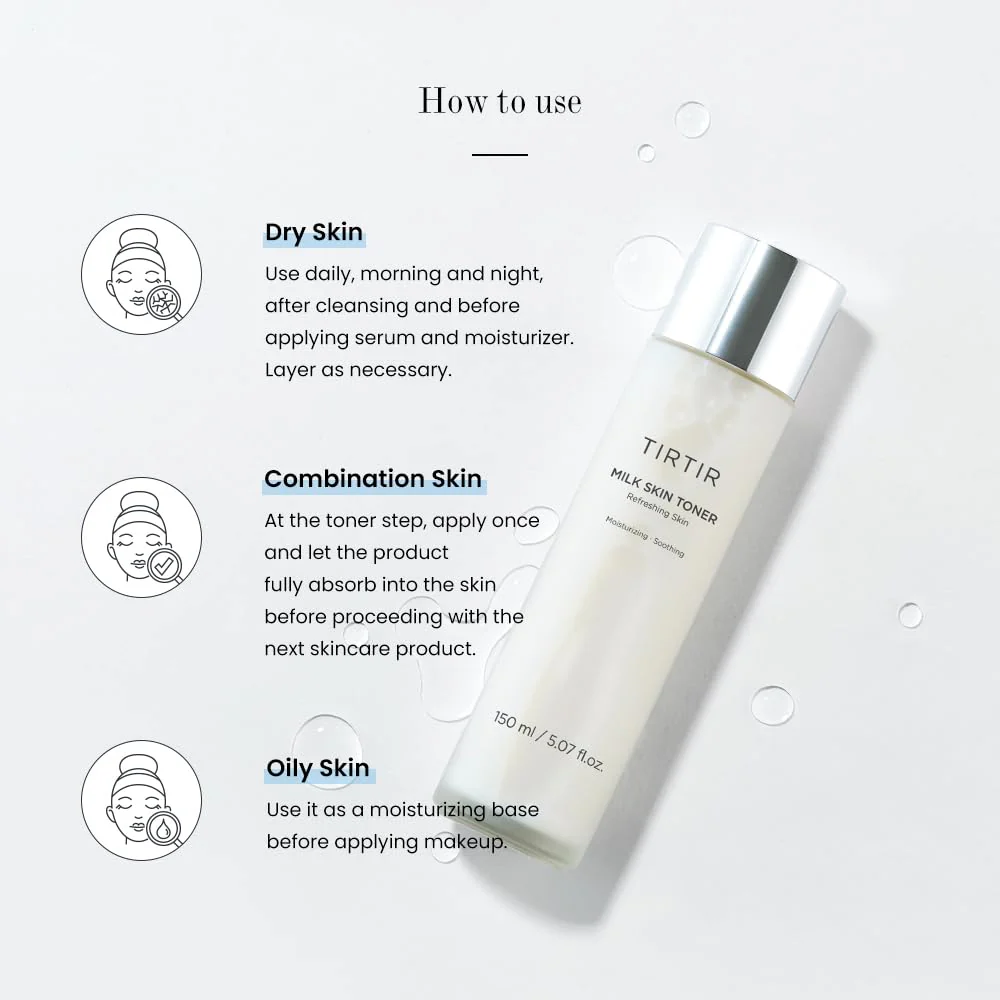 How to use
Dry Skin
Use daily, morning and night,
after cleansing and before
applying serum and moisturizer.
Layer as necessary.
Combination Skin
At the toner step, apply once
and let the product
fully absorb into the skin
before proceeding with the
next skincare product.
Oily Skin
Use it as a moisturizing base
before applying makeup.
TIRTIR
MILK SKIN TONER
Refreshing Skin
Moisturizing · Soothing
150 ml / 5.07 fl.oz.